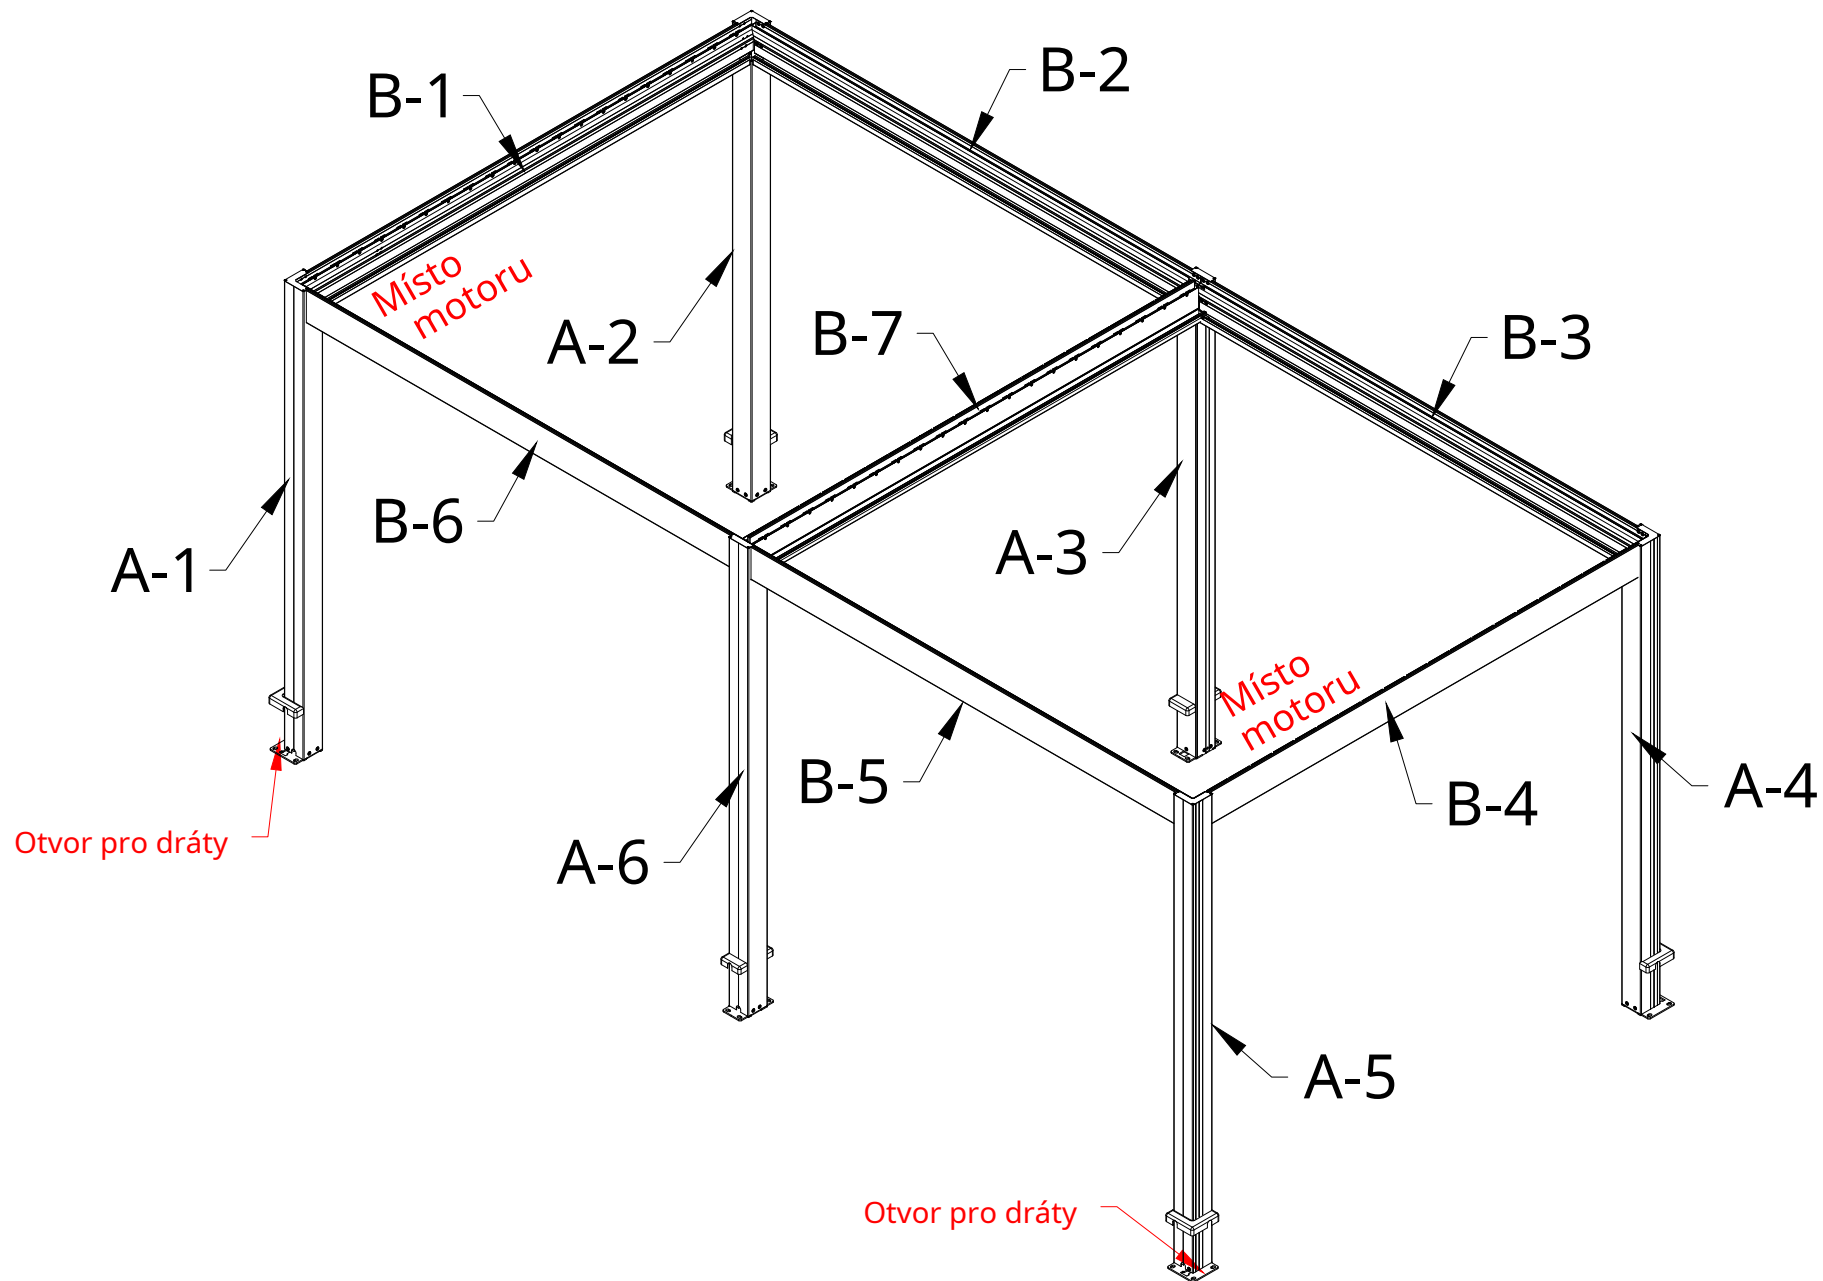 B-2
B-1
Místo
motoru
B-7
B-3
A-2
B-6
A-3
A-1
Místo
motoru
B-5
A-4
B-4
Otvor pro dráty
A-6
A-5
Otvor pro dráty